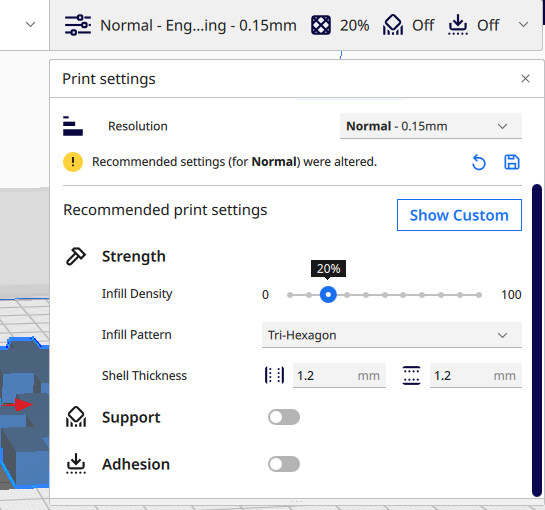 Normal - Eng...ing - 0.15mm 20% Off Off
Print settings
Resolution Normal - 0.15mm
Recommended settings (for Normal) were altered.
Recommended print settings Show Custom
Strength
20%
Infill Density 0 100
Infill Pattern Tri-Hexagon
Shell Thickness 1.2 mm 1.2 mm
Support
Adhesion